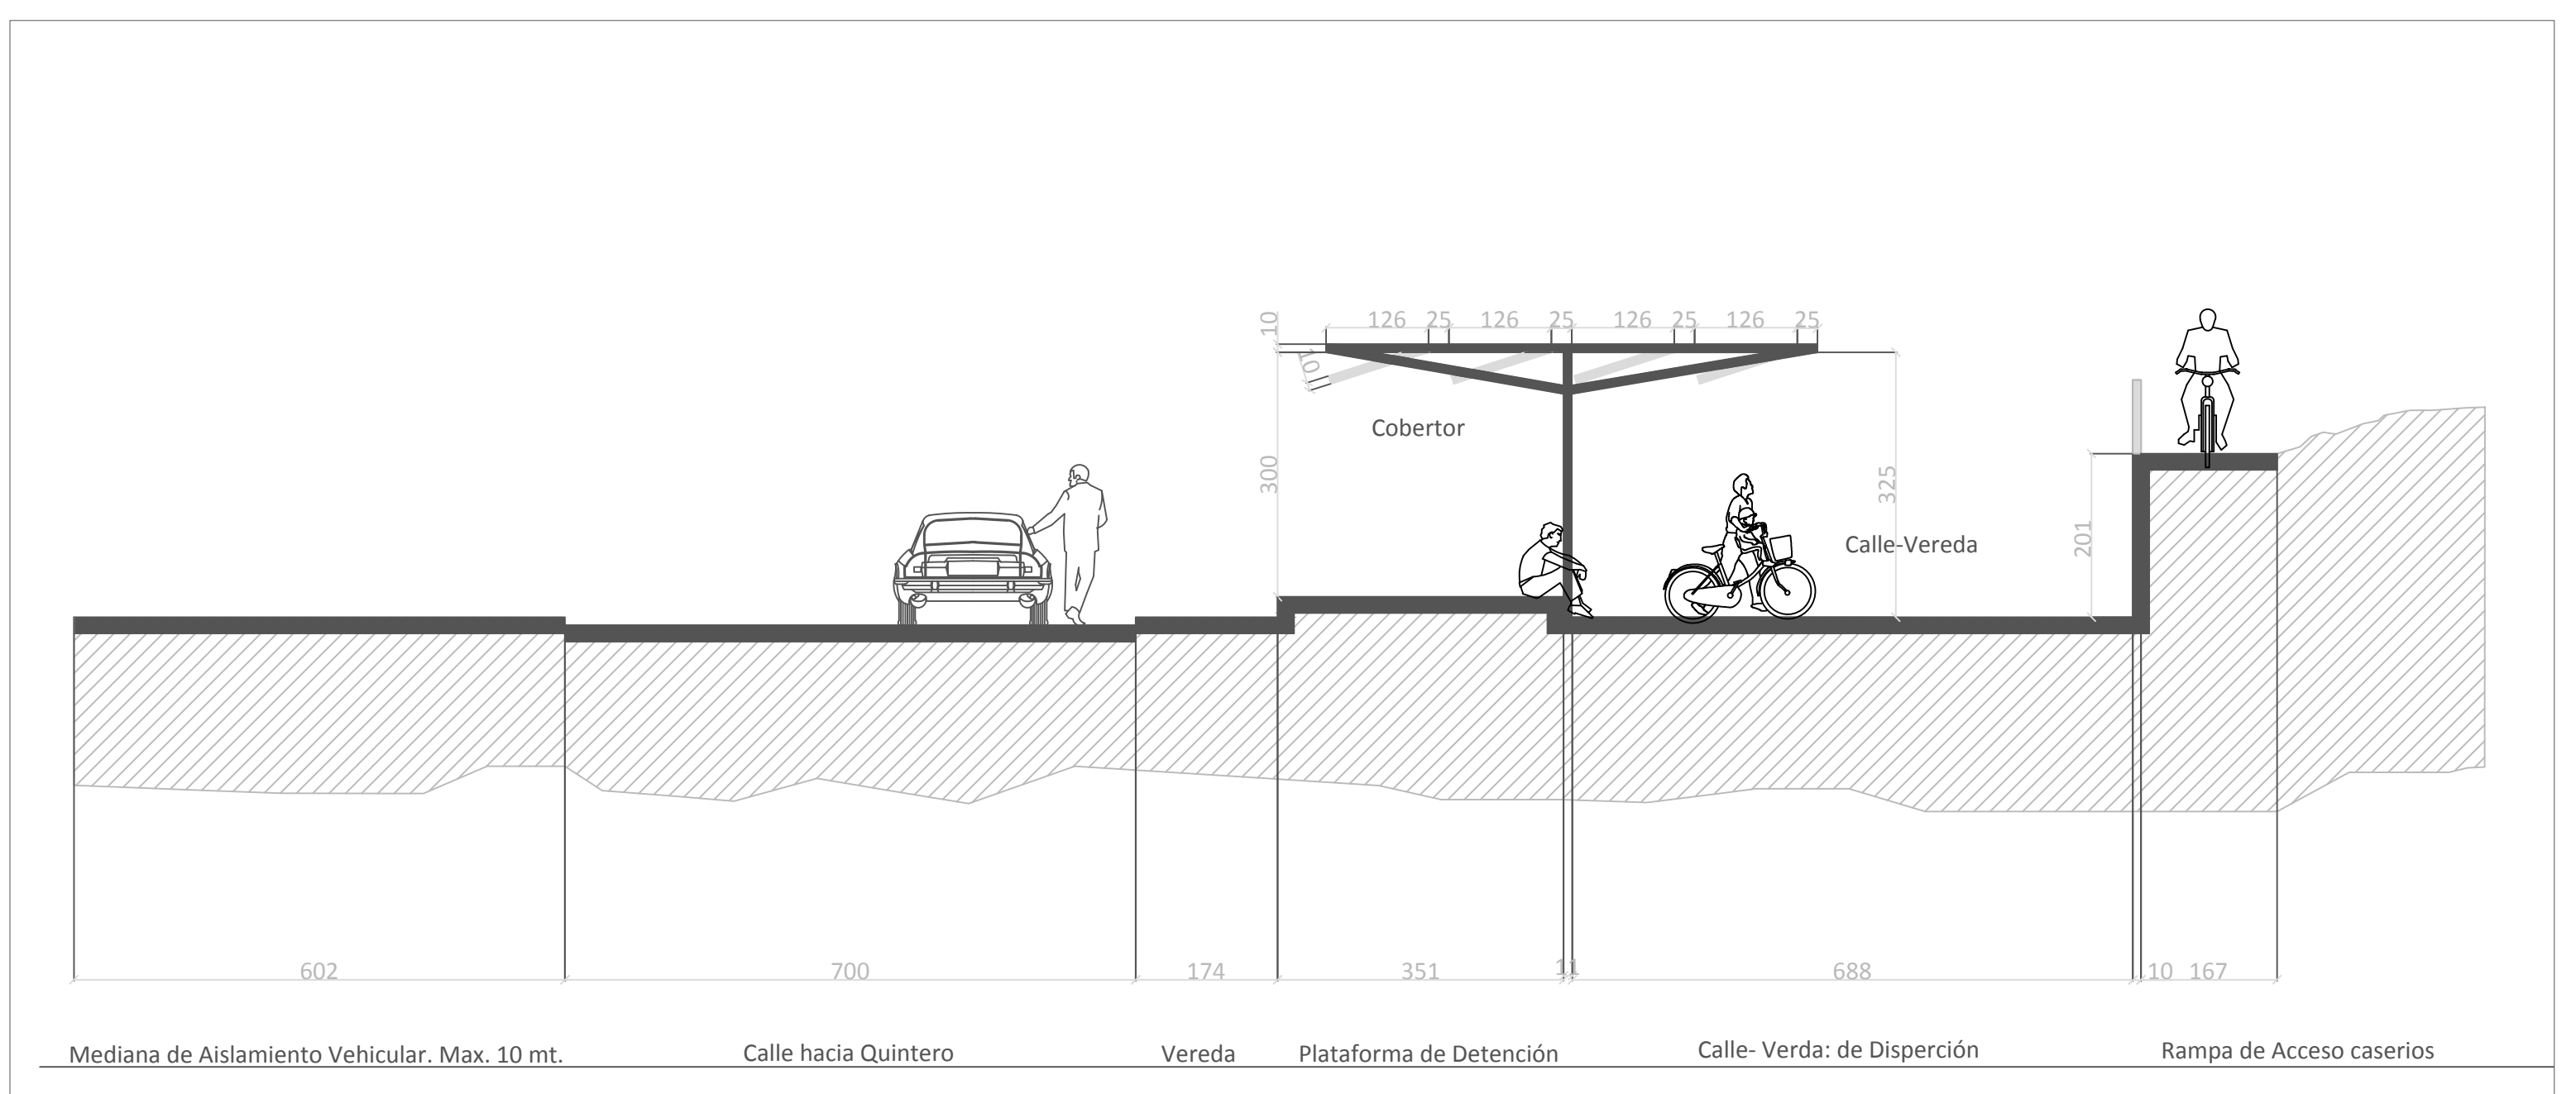 126 25 126 25 126 25 126 25
10
10
Cobertor
300
325
201
Calle-Vereda
602 700 174 351 11 688 10 167
Mediana de Aislamiento Vehicular. Max. 10 mt.
Calle hacia Quintero
Vereda
Plataforma de Detención
Calle- Verda: de Disperción
Rampa de Acceso caserios